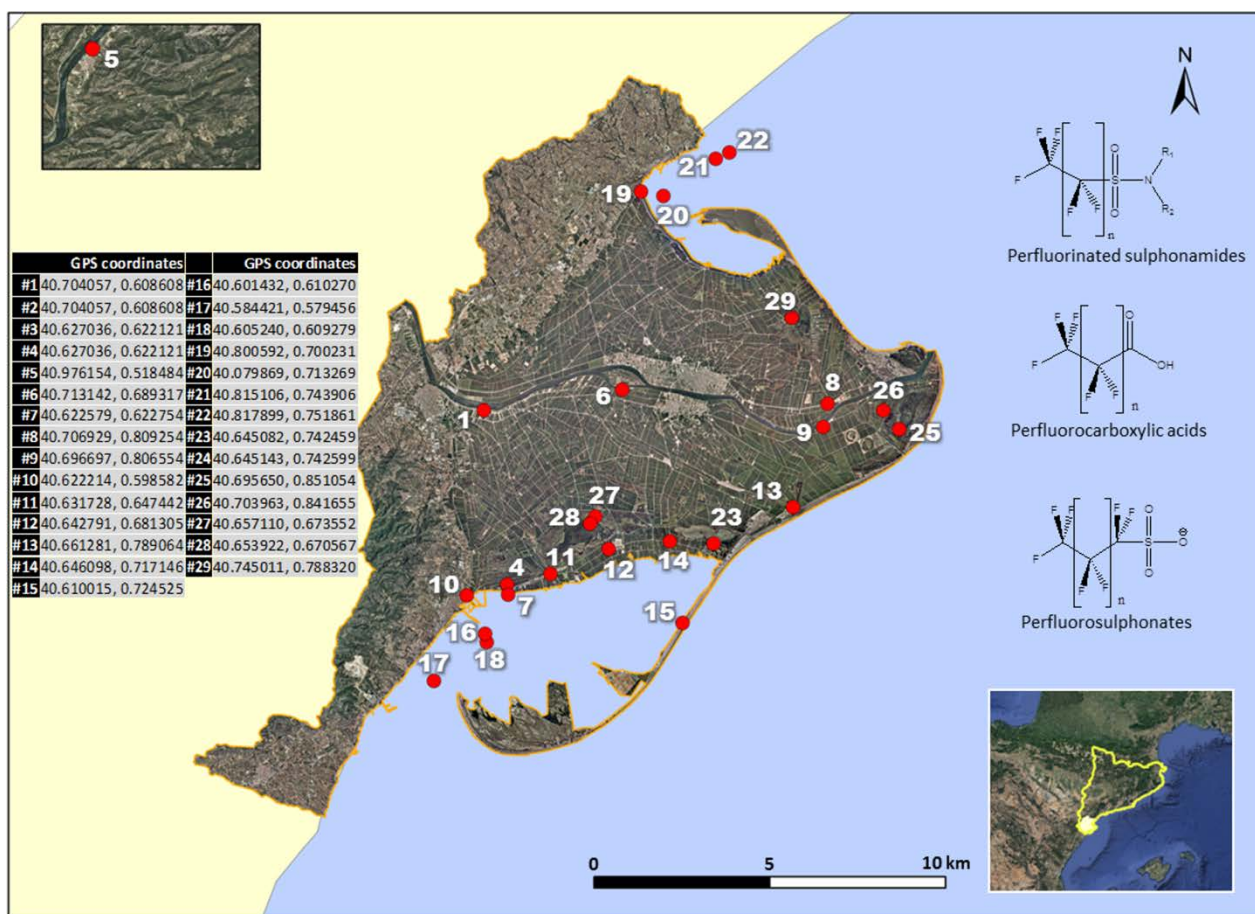 5
N
22
21
19
20
GPS coordinates GPS coordinates
#1 40.704057, 0.608608 #16 40.601432, 0.610270
#2 40.704057, 0.608608 #17 40.584421, 0.579456
#3 40.627036, 0.622121 #18 40.605240, 0.609279
#4 40.627036, 0.622121 #19 40.800592, 0.700231
#5 40.976154, 0.518484 #20 40.079869, 0.713269
#6 40.713142, 0.689317 #21 40.815106, 0.743906
#7 40.622579, 0.622754 #22 40.817899, 0.751861
#8 40.706929, 0.809254 #23 40.645082, 0.742459
#9 40.696697, 0.806554 #24 40.645143, 0.742599
#10 40.622214, 0.598582 #25 40.695650, 0.851054
#11 40.631728, 0.647442 #26 40.703963, 0.841655
#12 40.642791, 0.681305 #27 40.657110, 0.673552
#13 40.661281, 0.789064 #28 40.653922, 0.670567
#14 40.646098, 0.717146 #29 40.745011, 0.788320
#15 40.610015, 0.724525
29
6
8
26
1
9
25
13
27
28
23
14
12
11
4
10
7
15
16
18
17
F F F O R1
F S N
F F O R2
n
Perfluorinated sulphonamides
F F F O
F OH
F F
n
Perfluorocarboxylic acids
F F F F F O
F S O ⊖
F F O
n
Perfluorosulphonates
0 5 10 km